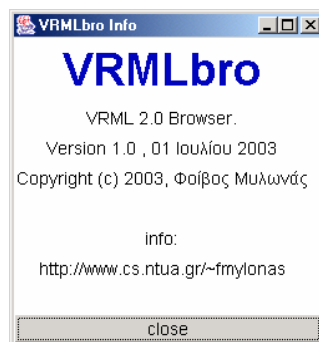 VRMLbro Info
VRMLbro
VRML 2.0 Browser.
Version 1.0 , 01 Ιουλίου 2003
Copyright (c) 2003, Φοίβος Μυλωνάς
info:
http://www.cs.ntua.gr/~fmylonas
close